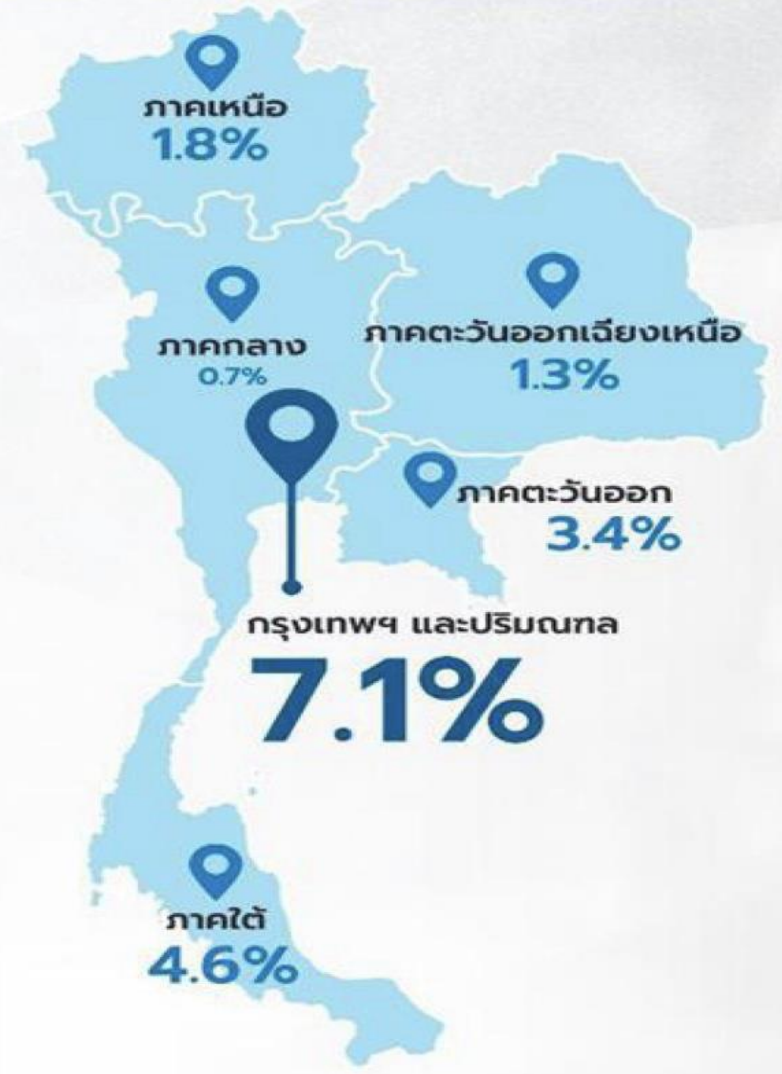 ภาคเหนือ
1.8%
ภาคกลาง
0.7%
ภาคตะวันออกเฉียงเหนือ
1.3%
ภาคตะวันออก
3.4%
กรุงเทพฯ และปริมณฑล
7.1%
ภาคใต้
4.6%